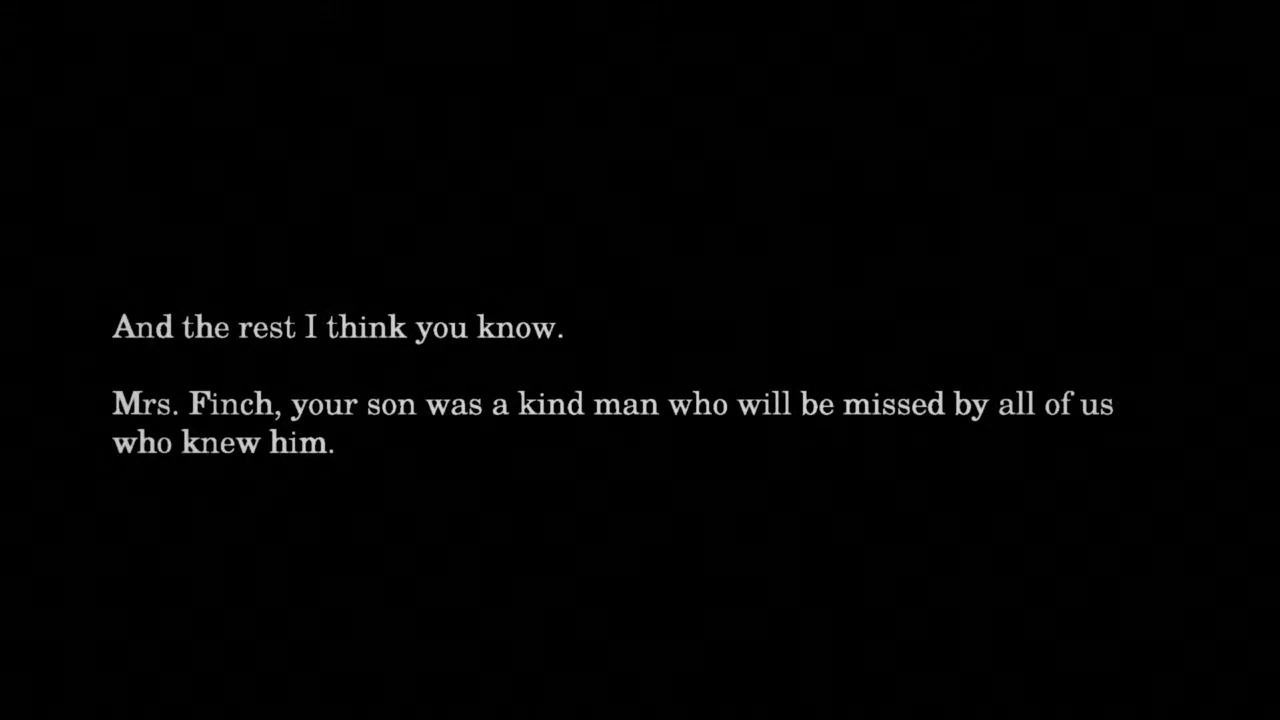 And the rest I think you know.
Mrs. Finch, your son was a kind man who will be missed by all of us
who knew him.